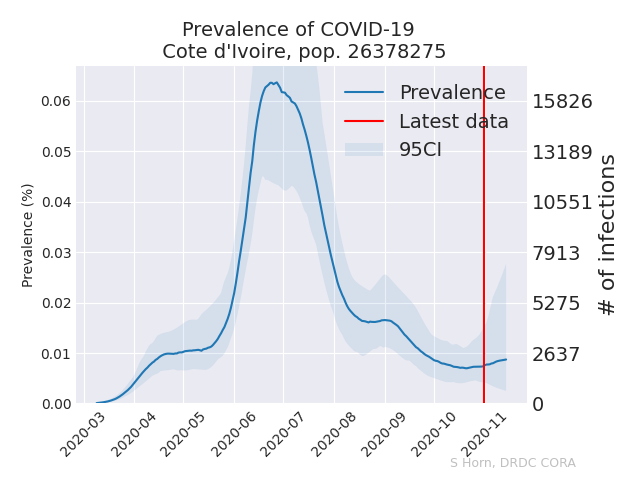 Prevalence of COVID-19
Cote d'Ivoire, pop. 26378275
Prevalence
Latest data
95CI
Prevalence (%)
0.06
0.05
0.04
0.03
0.02
0.01
0.00
15826
13189
10551
7913
5275
2637
0
# of infections
2020-03
2020-04
2020-05
2020-06
2020-07
2020-08
2020-09
2020-10
2020-11
S Horn, DRDC CORA